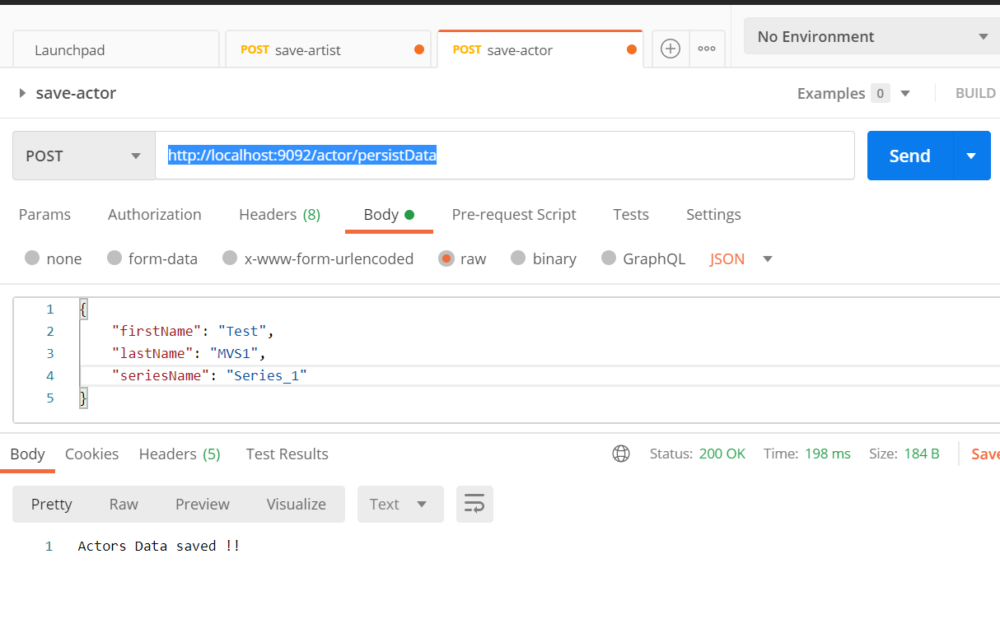 Launchpad
POST save-artist
POST save-actor
No Environment
save-actor
Examples 0
BUILD
POST
http://localhost:9092/actor/persistData
Send
Params
Authorization
Headers (8)
Body
Pre-request Script
Tests
Settings
none
form-data
x-www-form-urlencoded
raw
binary
GraphQL
JSON
1 {
2 "firstName": "Test",
3 "lastName": "MVS1",
4 "seriesName": "Series_1"
5 }
Body
Cookies
Headers (5)
Test Results
Status: 200 OK
Time: 198 ms
Size: 184 B
Save
Pretty
Raw
Preview
Visualize
Text
1 Actors Data saved !!